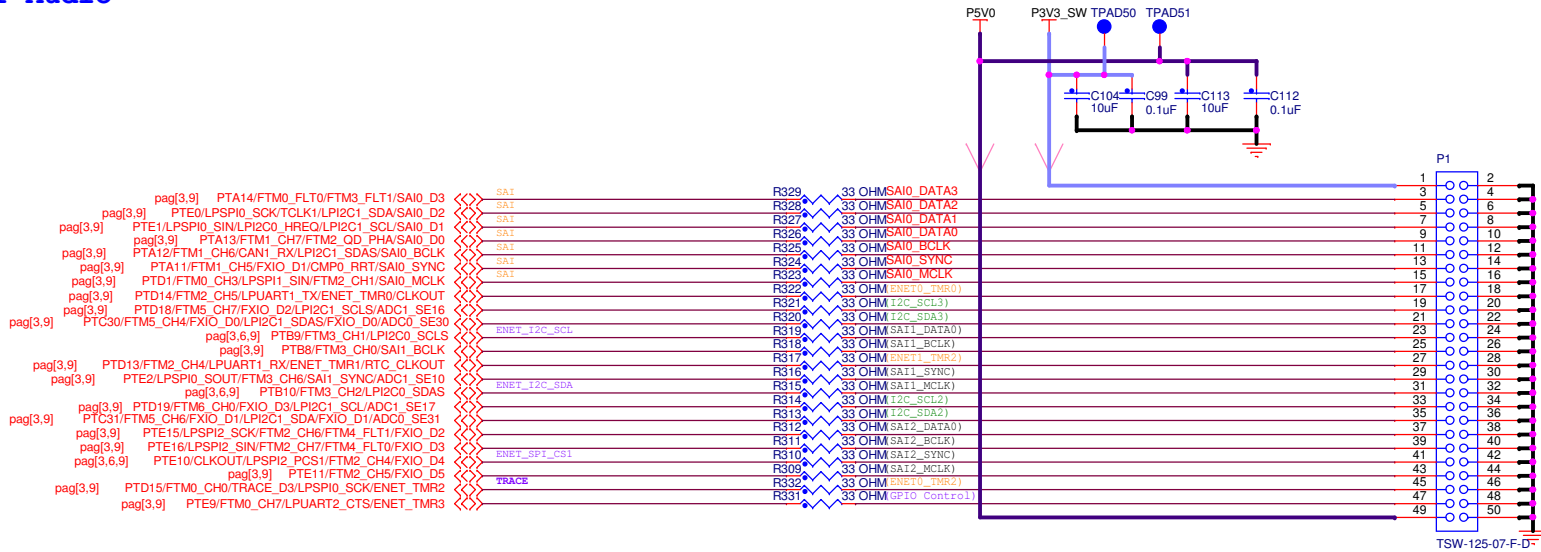 P5V0 P3V3_SW TPAD50 TPAD51
C104 C99 C113 C112
10uF 0.1uF 10uF 0.1uF
P1
1 2
pag[3,9] PTA14/FTM0_FLT0/FTM3_FLT1/SAI0_D3 SAI R329 33 OHM SAI0_DATA3 3 4
pag[3,9] PTE0/LPSPI0_SCK/TCLK1/LPI2C1_SDA/SAI0_D2 SAI R328 33 OHM SAI0_DATA2 5 6
pag[3,9] PTE1/LPSPI0_SIN/LPI2C0_HREQ/LPI2C1_SCL/SAI0_D1 SAI R327 33 OHM SAI0_DATA1 7 8
pag[3,9] PTA13/FTM1_CH7/FTM2_QD_PHA/SAI0_D0 SAI R326 33 OHM SAI0_DATA0 9 10
pag[3,9] PTA12/FTM1_CH6/CAN1_RX/LPI2C1_SDAS/SAI0_BCLK SAI R325 33 OHM SAI0_BCLK 11 12
pag[3,9] PTA11/FTM1_CH5/FXIO_D1/CMP0_RRT/SAI0_SYNC SAI R324 33 OHM SAI0_SYNC 13 14
pag[3,9] PTD1/FTM0_CH3/LPSPI1_SIN/FTM2_CH1/SAI0_MCLK SAI R323 33 OHM SAI0_MCLK 15 16
pag[3,9] PTD14/FTM2_CH5/LPUART1_TX/ENET_TMR0/CLKOUT R322 33 OHM (ENET0_TMR0) 17 18
pag[3,9] PTD18/FTM5_CH7/FXIO_D2/LPI2C1_SCLS/ADC1_SE16 R321 33 OHM (I2C_SCL3) 19 20
pag[3,9] PTC30/FTM5_CH4/FXIO_D0/LPI2C1_SDAS/FXIO_D0/ADC0_SE30 R320 33 OHM (I2C_SDA3) 21 22
pag[3,6,9] PTB9/FTM3_CH1/LPI2C0_SCLS ENET_I2C_SCL R319 33 OHM (SAI1_DATA0) 23 24
pag[3,9] PTB8/FTM3_CH0/SAI1_BCLK R318 33 OHM (SAI1_BCLK) 25 26
pag[3,9] PTD13/FTM2_CH4/LPUART1_RX/ENET_TMR1/RTC_CLKOUT R317 33 OHM (ENET1_TMR2) 27 28
pag[3,9] PTE2/LPSPI0_SOUT/FTM3_CH6/SAI1_SYNC/ADC1_SE10 R316 33 OHM (SAI1_SYNC) 29 30
pag[3,6,9] PTB10/FTM3_CH2/LPI2C0_SDAS ENET_I2C_SDA R315 33 OHM (SAI1_MCLK) 31 32
pag[3,9] PTD19/FTM6_CH0/FXIO_D3/LPI2C1_SCL/ADC1_SE17 R314 33 OHM (I2C_SCL2) 33 34
pag[3,9] PTC31/FTM5_CH6/FXIO_D1/LPI2C1_SDA/FXIO_D1/ADC0_SE31 R313 33 OHM (I2C_SDA2) 35 36
pag[3,9] PTE15/LPSPI2_SCK/FTM2_CH6/FTM4_FLT1/FXIO_D2 R312 33 OHM (SAI2_DATA0) 37 38
pag[3,9] PTE16/LPSPI2_SIN/FTM2_CH7/FTM4_FLT0/FXIO_D3 R311 33 OHM (SAI2_BCLK) 39 40
pag[3,6,9] PTE10/CLKOUT/LPSPI2_PCS1/FTM2_CH4/FXIO_D4 ENET_SPI_CS1 R310 33 OHM (SAI2_SYNC) 41 42
pag[3,9] PTE11/FTM2_CH5/FXIO_D5 R309 33 OHM (SAI2_MCLK) 43 44
pag[3,9] PTD15/FTM0_CH0/TRACE_D3/LPSPI0_SCK/ENET_TMR2 TRACE R332 33 OHM (ENET0_TMR2) 45 46
pag[3,9] PTE9/FTM0_CH7/LPUART2_CTS/ENET_TMR3 R331 33 OHM (GPIO Control) 47 48
49 50
TSW-125-07-F-D